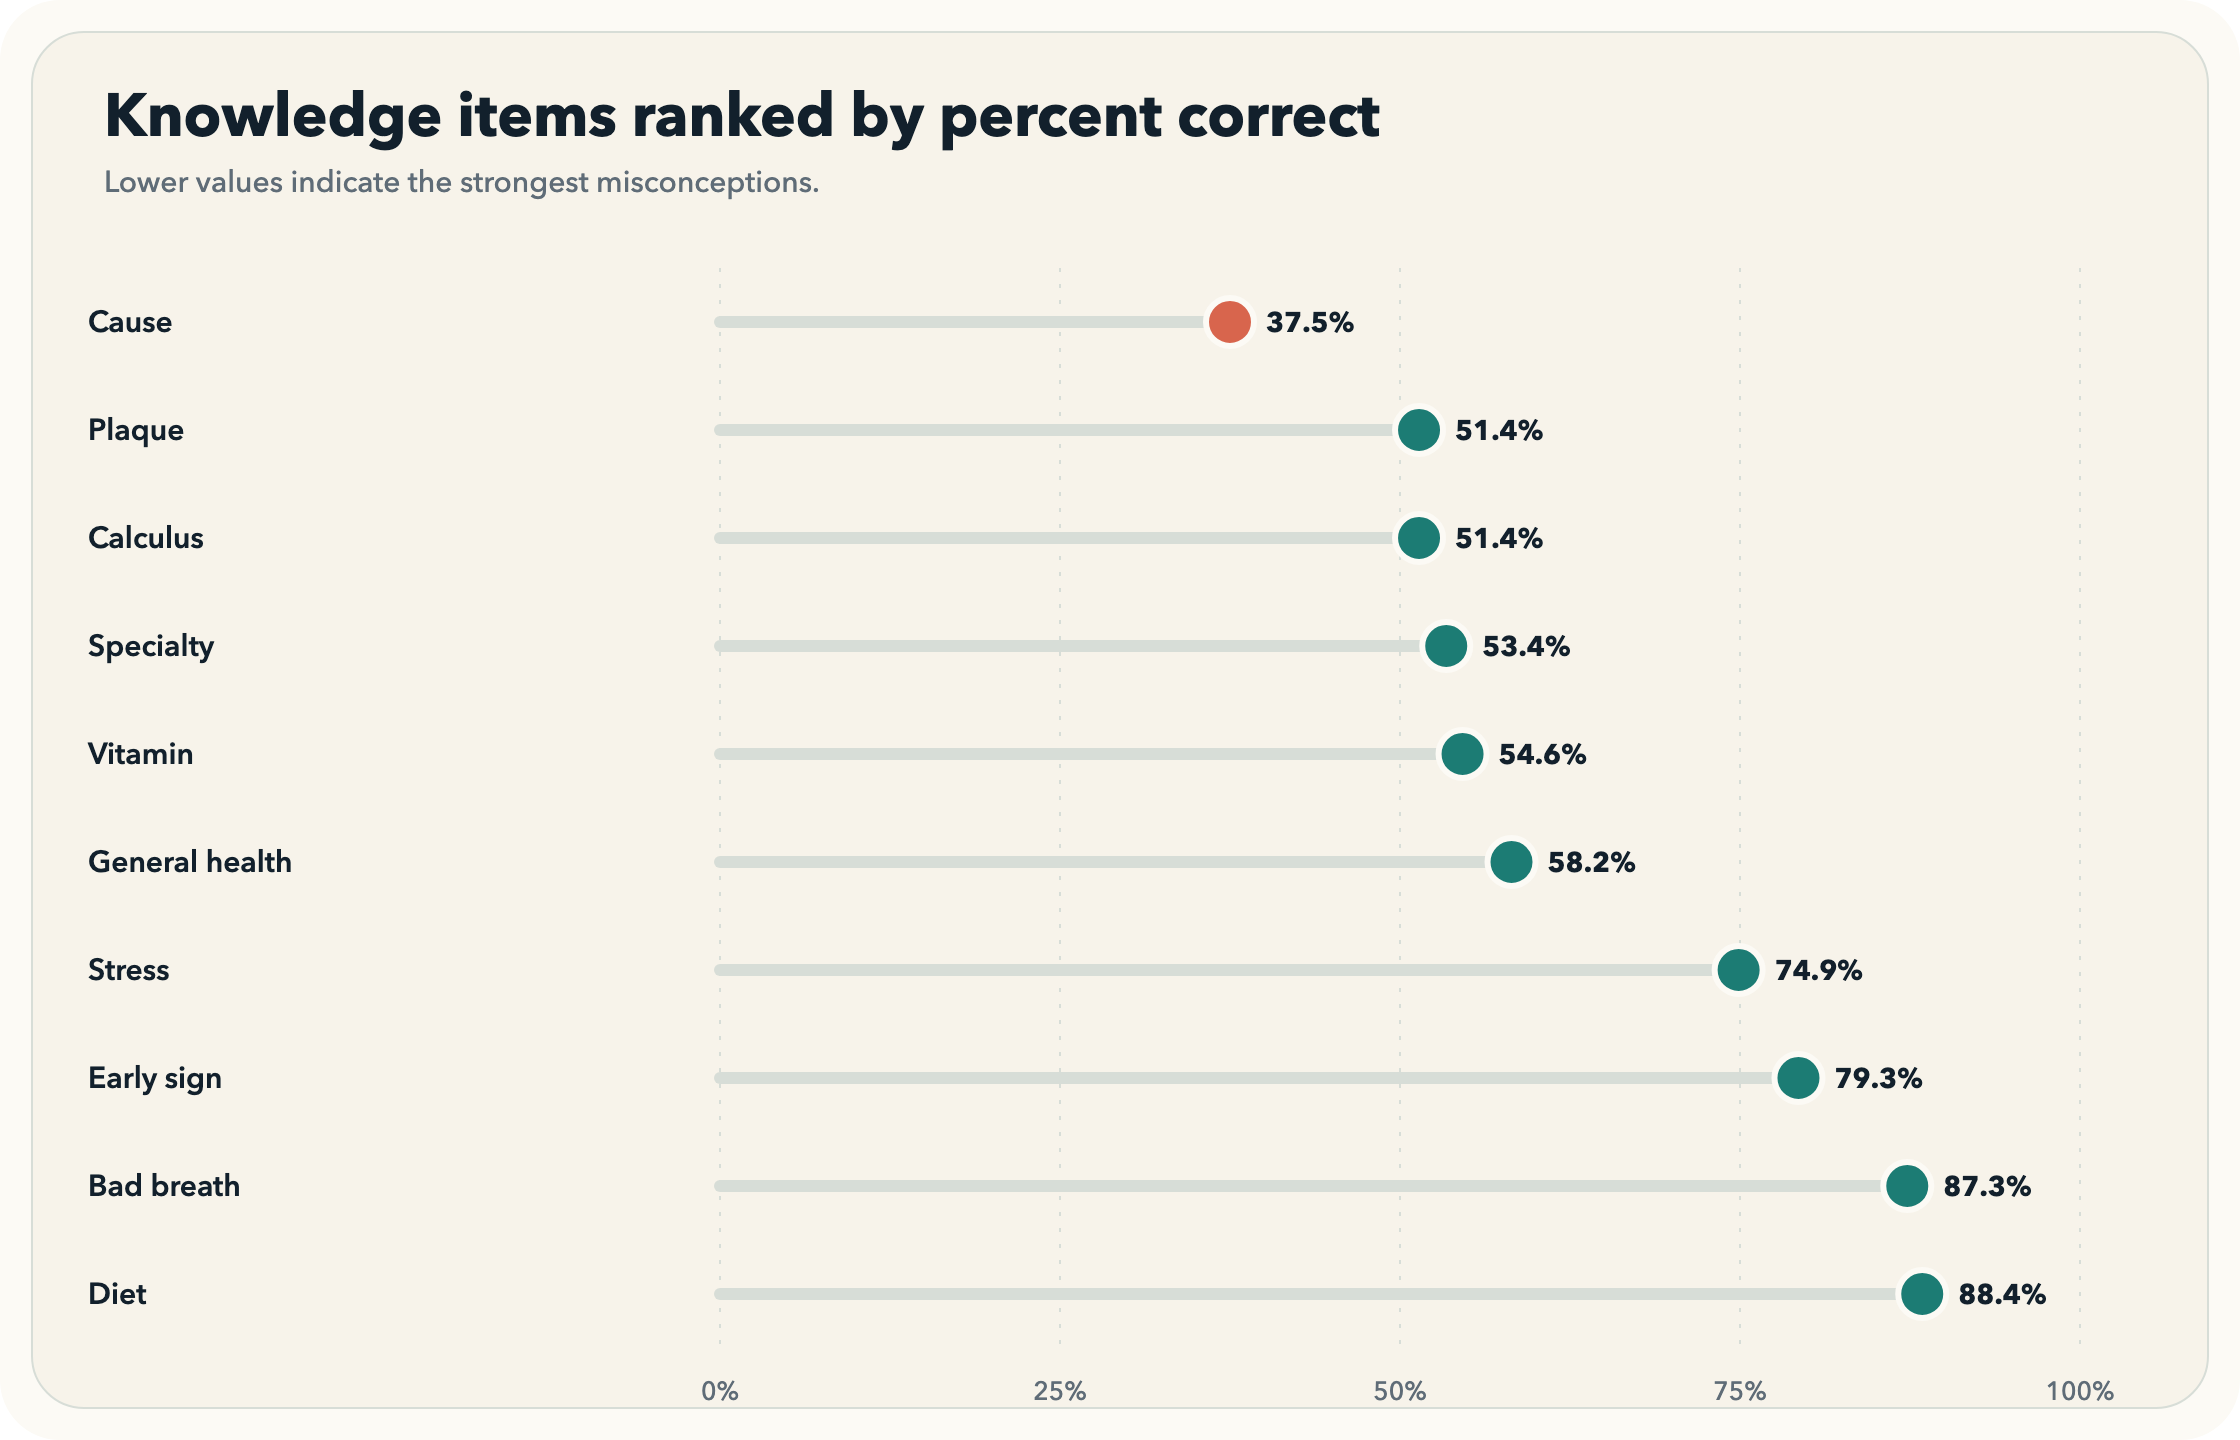 Knowledge items ranked by percent correct
Lower values indicate the strongest misconceptions.
Cause 37.5%
Plaque 51.4%
Calculus 51.4%
Specialty 53.4%
Vitamin 54.6%
General health 58.2%
Stress 74.9%
Early sign 79.3%
Bad breath 87.3%
Diet 88.4%
0% 25% 50% 75% 100%